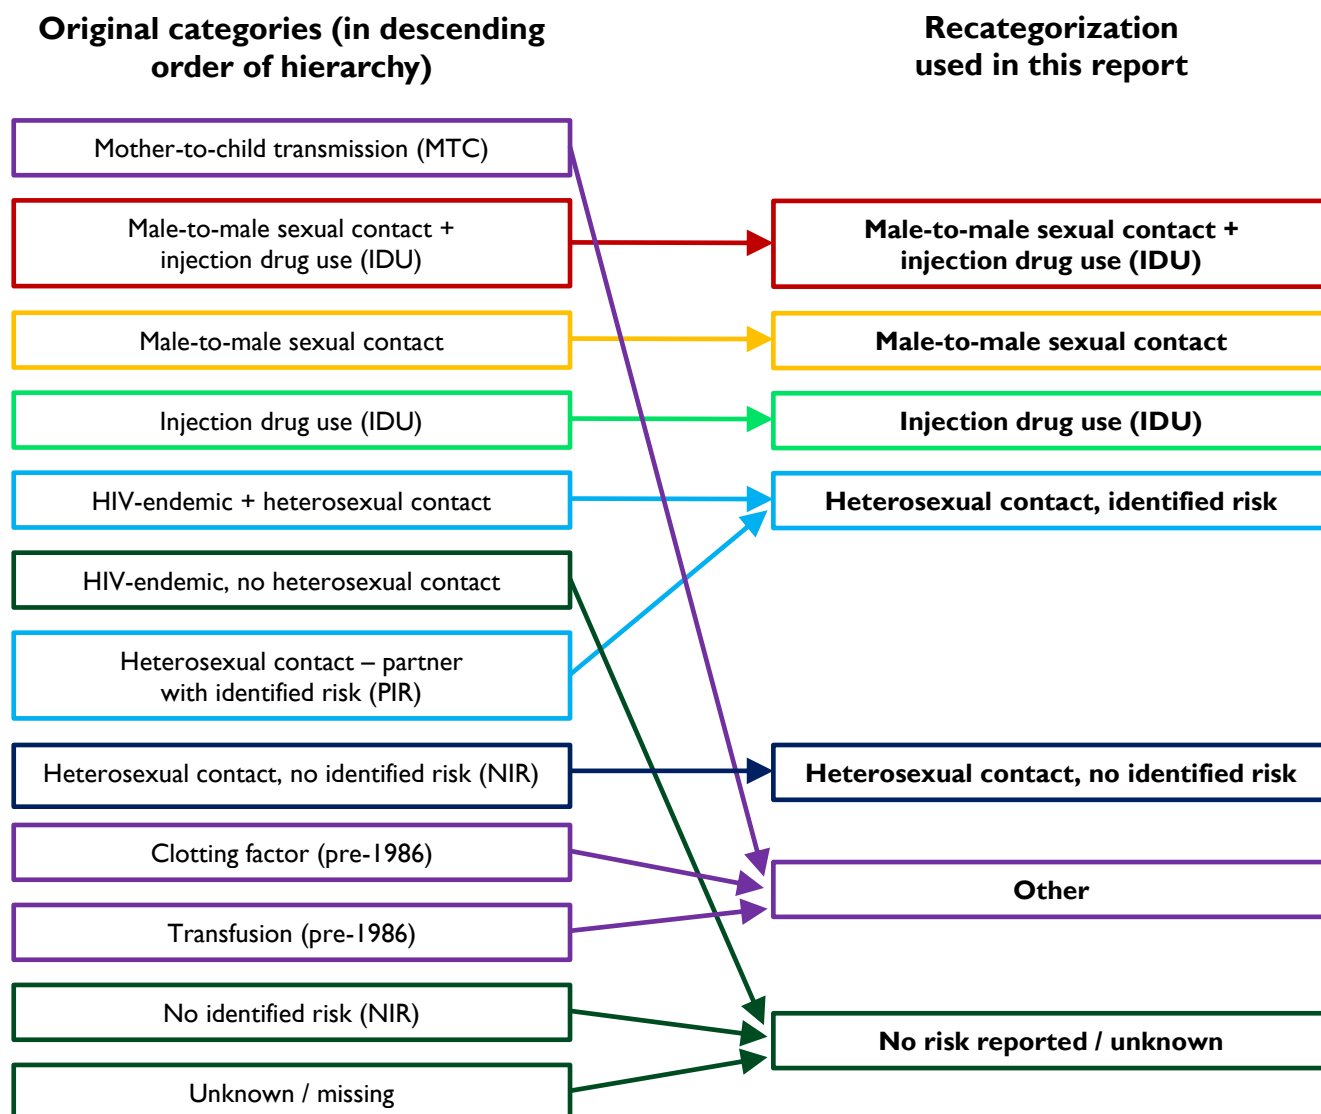 Original categories (in descending
order of hierarchy)
Recategorization
used in this report
Mother-to-child transmission (MTC)
Male-to-male sexual contact +
injection drug use (IDU)
Male-to-male sexual contact +
injection drug use (IDU)
Male-to-male sexual contact
Male-to-male sexual contact
Injection drug use (IDU)
Injection drug use (IDU)
HIV-endemic + heterosexual contact
Heterosexual contact, identified risk
HIV-endemic, no heterosexual contact
Heterosexual contact – partner
with identified risk (PIR)
Heterosexual contact, no identified risk (NIR)
Heterosexual contact, no identified risk
Clotting factor (pre-1986)
Other
Transfusion (pre-1986)
No identified risk (NIR)
No risk reported / unknown
Unknown / missing